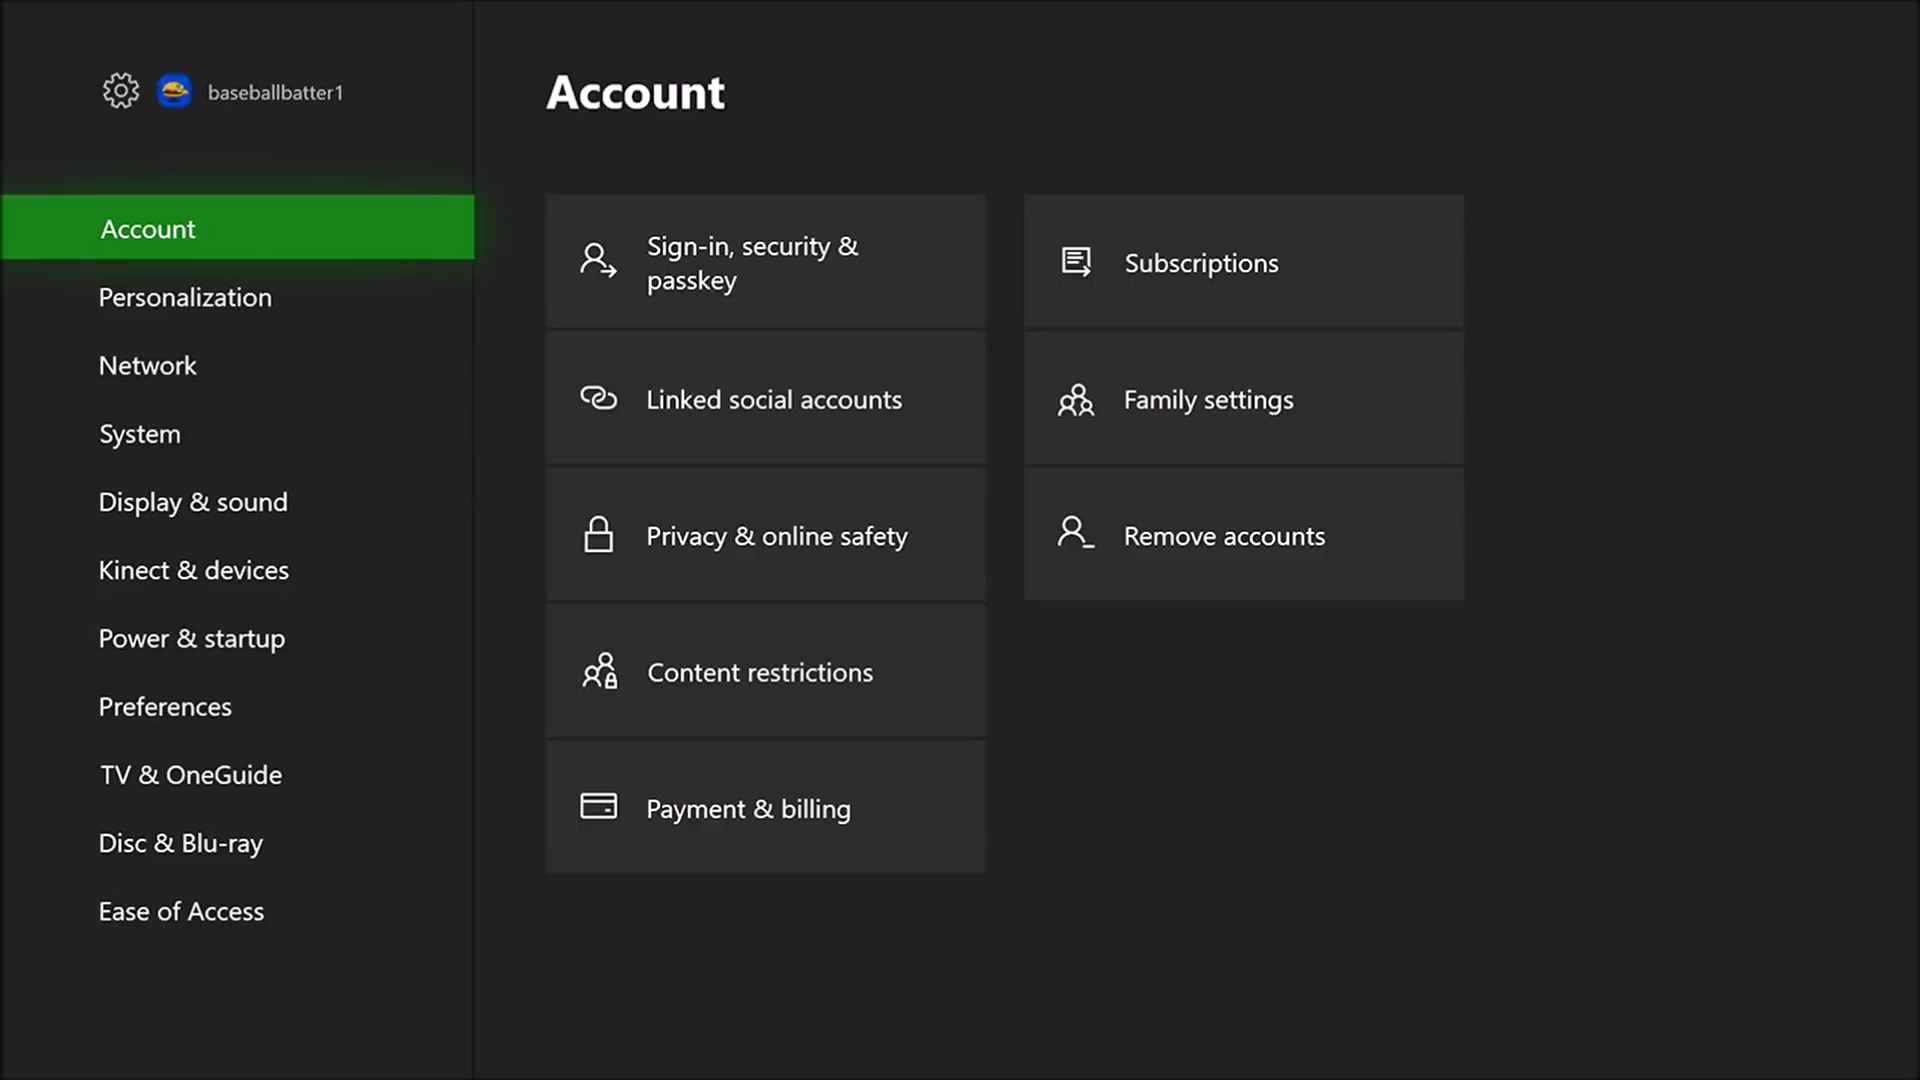 baseballbatter1
Account
Personalization
Network
System
Display & sound
Kinect & devices
Power & startup
Preferences
TV & OneGuide
Disc & Blu-ray
Ease of Access
Account
Sign-in, security &
passkey
Linked social accounts
Privacy & online safety
Content restrictions
Payment & billing
Subscriptions
Family settings
Remove accounts